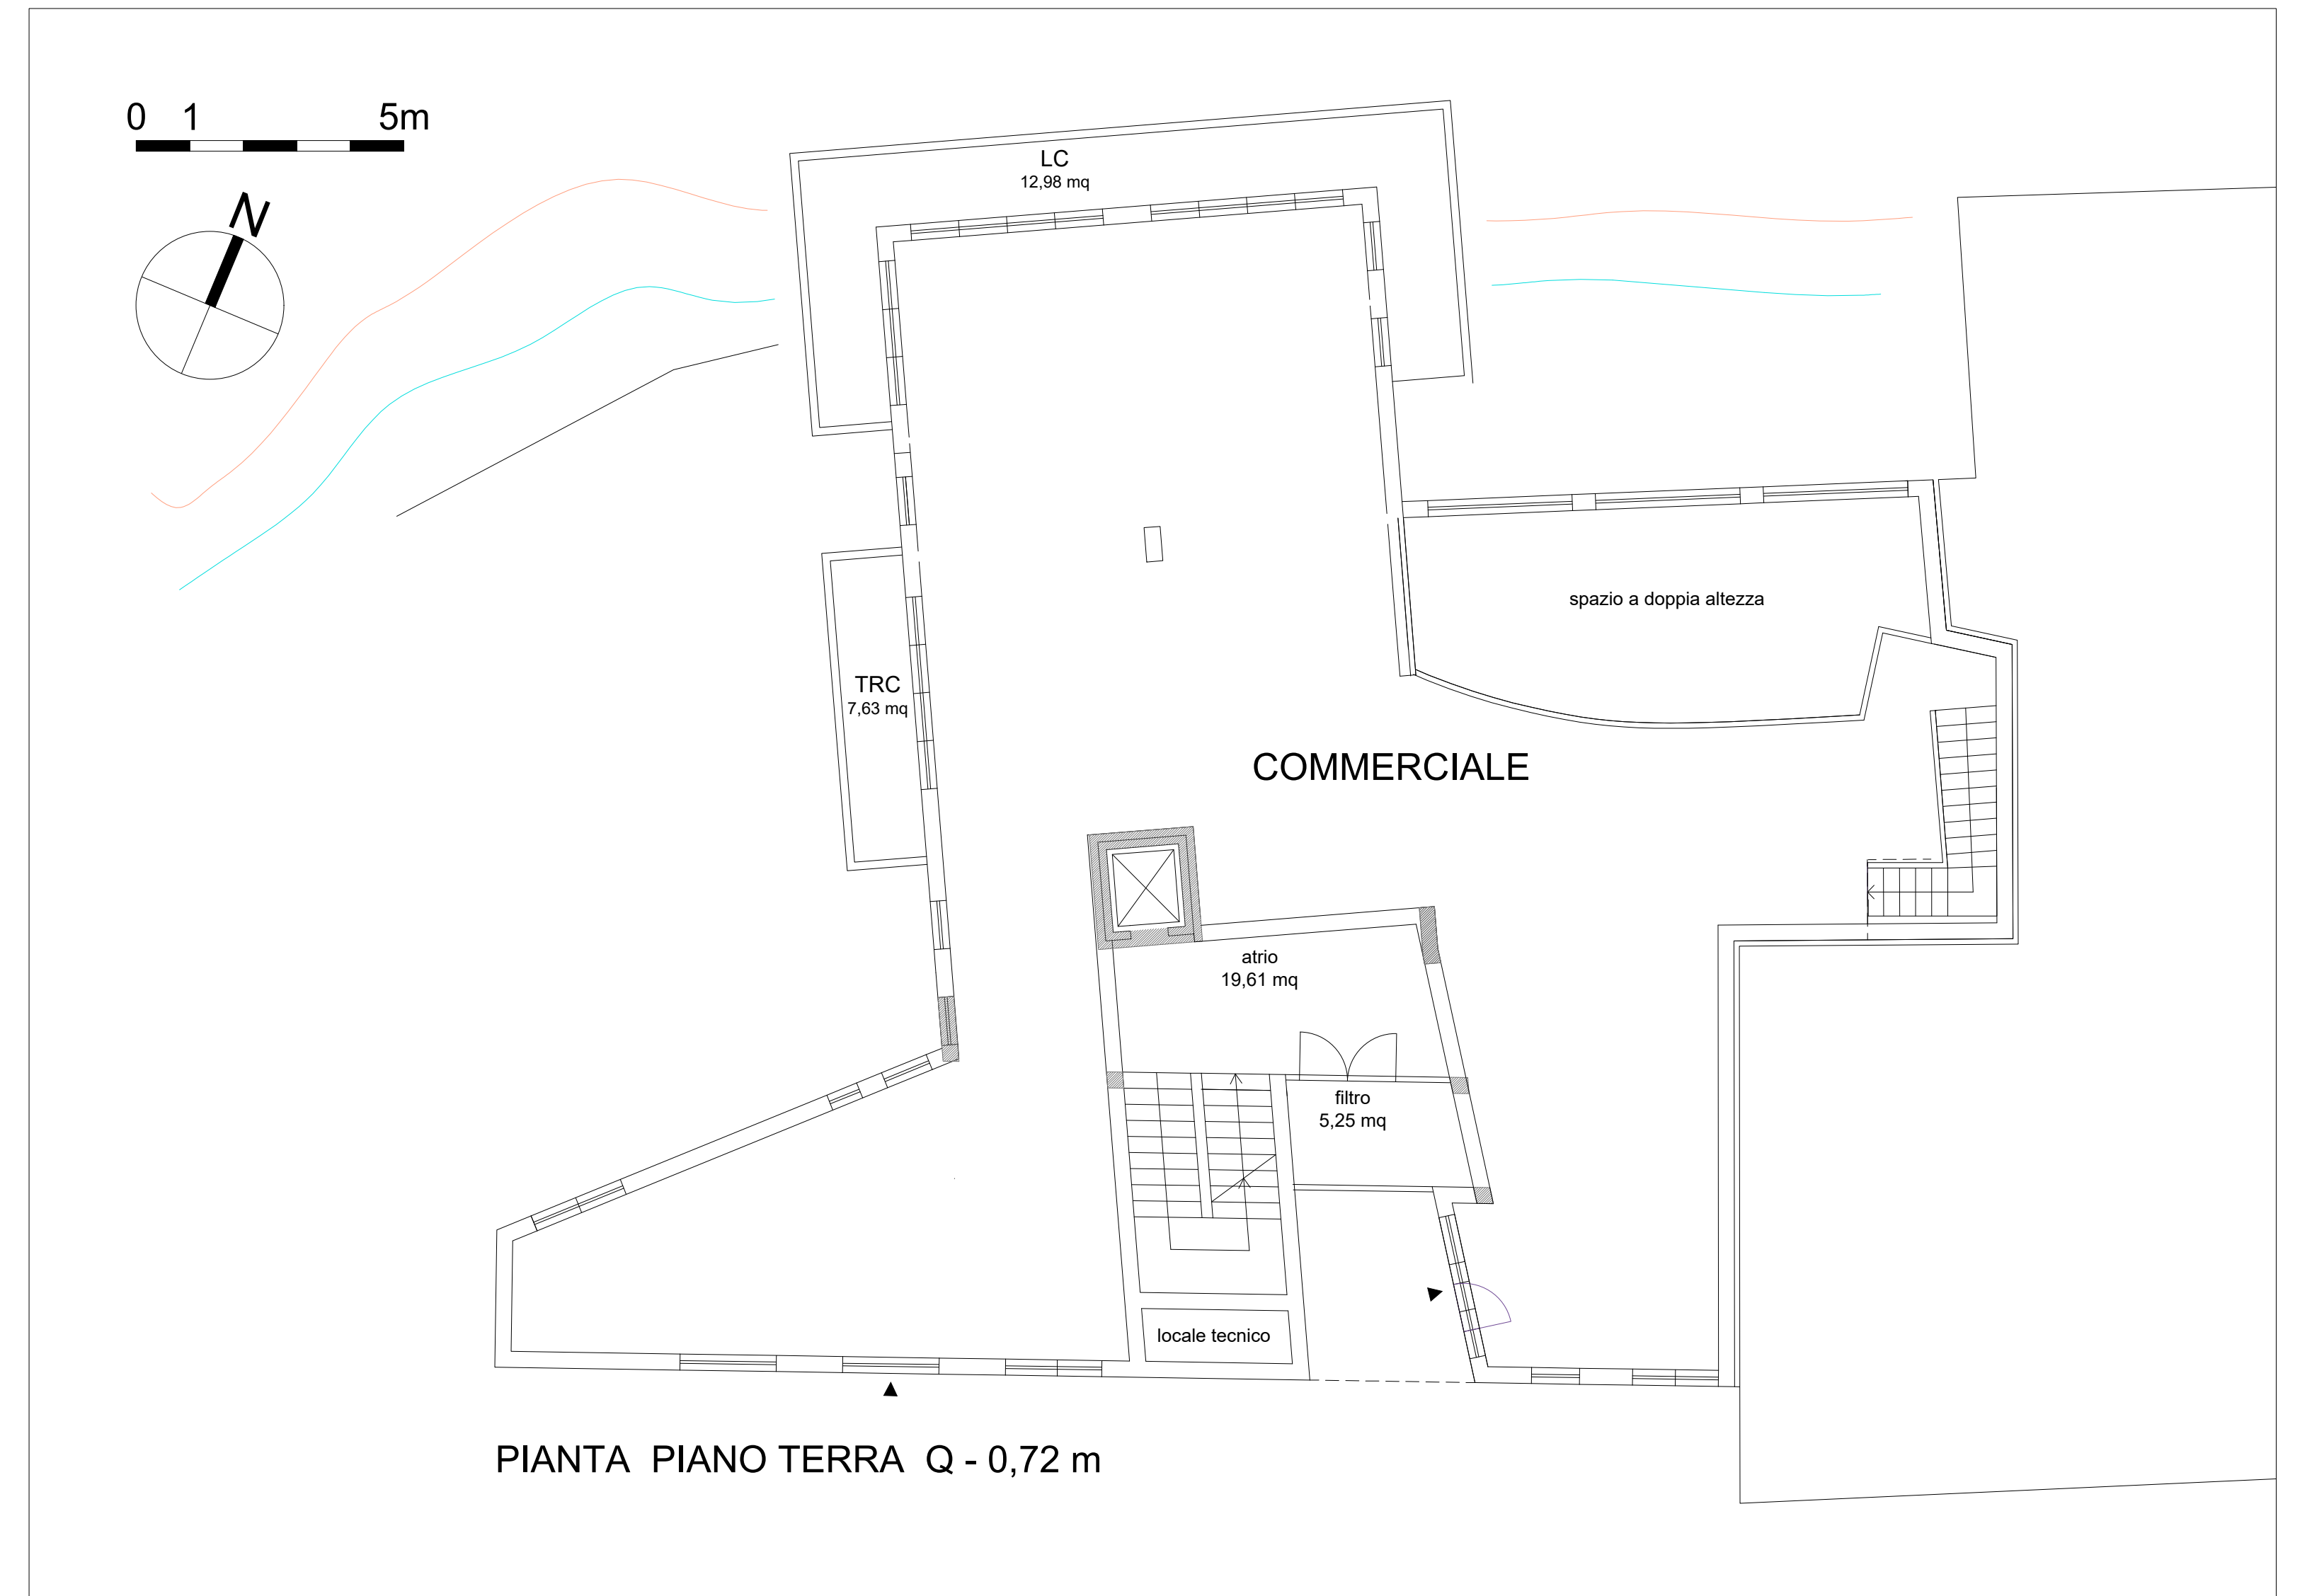 0 1 5m
N
LC
12,98 mq
spazio a doppia altezza
TRC
7,63 mq
COMMERCIALE
atrio
19,61 mq
filtro
5,25 mq
locale tecnico
PIANTA PIANO TERRA Q - 0,72 m